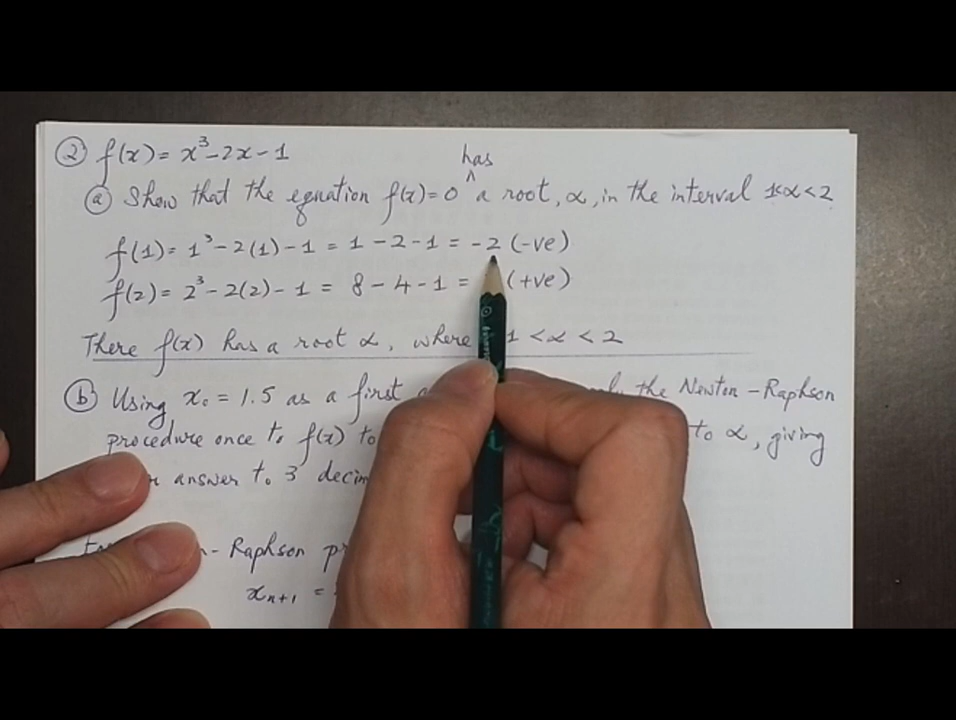 ② f(x) = x³ - 2x - 1
has
ⓐ Show that the equation f(x) = 0 ^ a root, α, in the interval 1<α<2
f(1) = 1³ - 2(1) - 1 = 1 - 2 - 1 = -2 (-ve)
f(2) = 2³ - 2(2) - 1 = 8 - 4 - 1 = (+ve)
There f(x) has a root α, where 1 < α < 2
ⓑ Using x₀ = 1.5 as a first the Newton-Raphson
procedure once to f(x) to to α, giving
answer to 3
- Raphson
xₙ₊₁ =